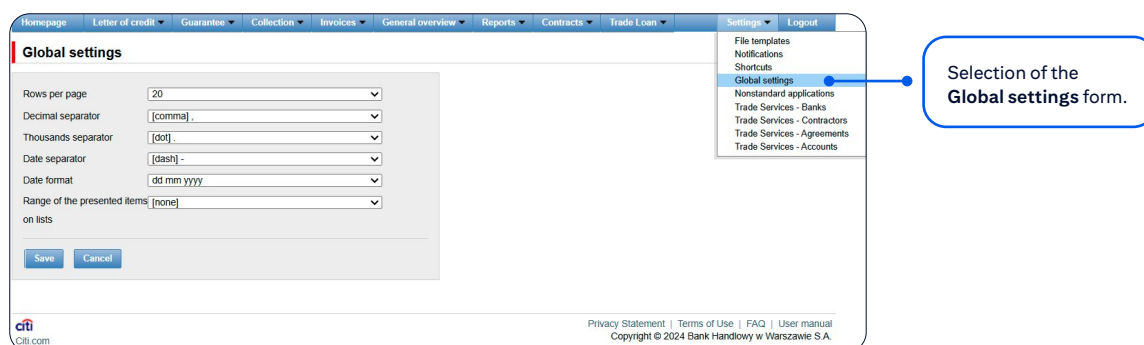 Homepage Letter of credit Guarantee Collection Invoices General overview Reports Contracts Trade Loan Settings Logout
Global settings
File templates
Notifications
Shortcuts
Global settings
Nonstandard applications
Trade Services - Banks
Trade Services - Contractors
Trade Services - Agreements
Trade Services - Accounts
Selection of the
Global settings form.
Rows per page 20
Decimal separator [comma] ,
Thousands separator [dot] .
Date separator [dash] -
Date format dd mm yyyy
Range of the presented items [none]
on lists
Save Cancel
citi
Citi.com
Privacy Statement | Terms of Use | FAQ | User manual
Copyright © 2024 Bank Handlowy w Warszawie S.A.